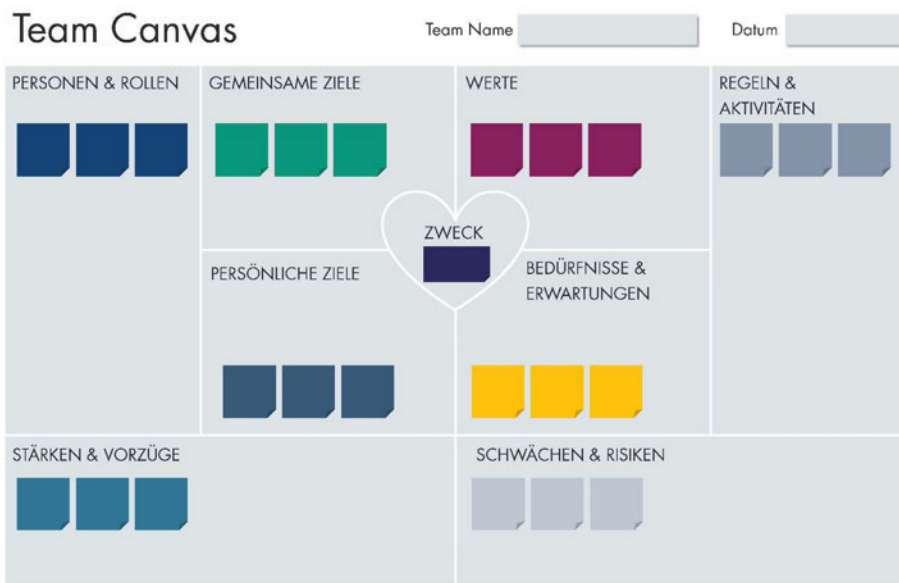 Team Canvas
Team Name
Datum
PERSONEN & ROLLEN
GEMEINSAME ZIELE
WERTE
REGELN &
AKTIVITÄTEN
ZWECK
PERSÖNLICHE ZIELE
BEDÜRFNISSE &
ERWARTUNGEN
STÄRKEN & VORZÜGE
SCHWÄCHEN & RISIKEN